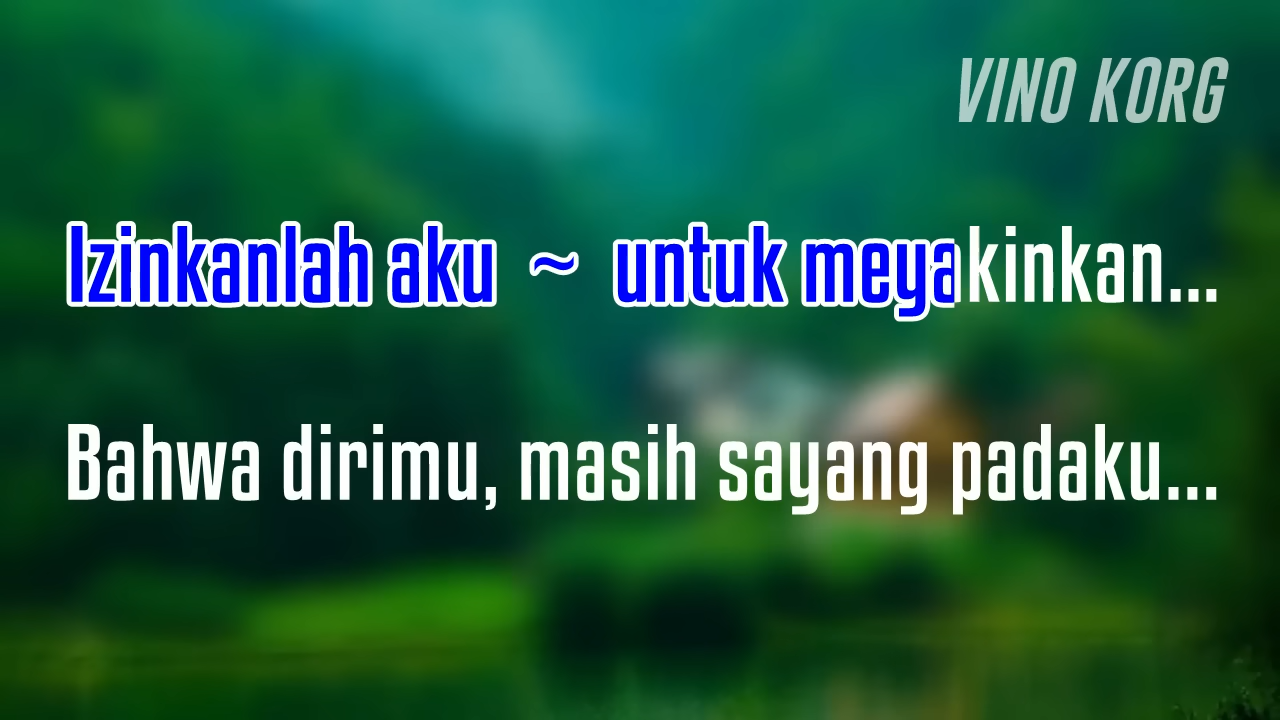 VINO KORG
Izinkanlah aku ~ untuk meyakinkan...
Bahwa dirimu, masih sayang padaku...